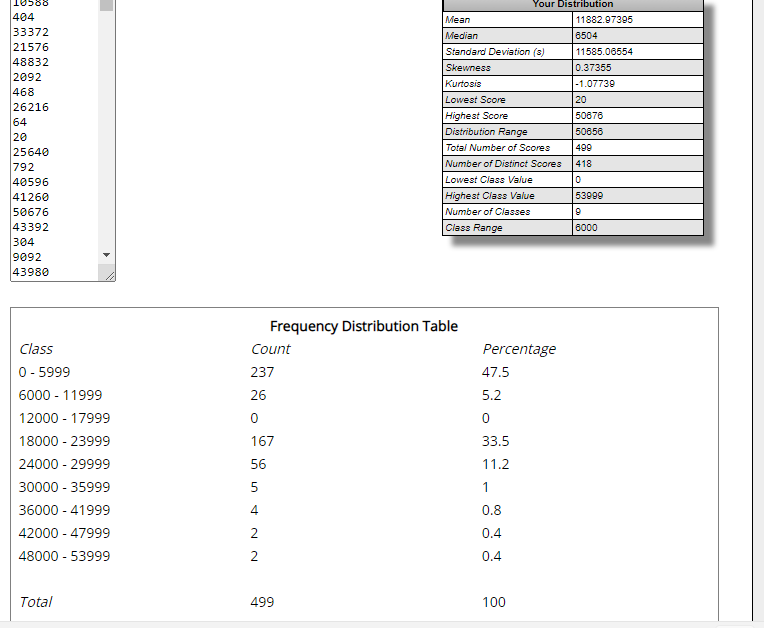 10588
404
33372
21576
48832
2092
468
26216
64
20
25640
792
40596
41260
50676
43392
304
9092
43980
Your Distribution
Mean 11882.97395
Median 6504
Standard Deviation (s) 11585.06554
Skewness 0.37355
Kurtosis -1.07739
Lowest Score 20
Highest Score 50676
Distribution Range 50656
Total Number of Scores 499
Number of Distinct Scores 418
Lowest Class Value 0
Highest Class Value 53999
Number of Classes 9
Class Range 6000
Frequency Distribution Table
Class Count Percentage
0 - 5999 237 47.5
6000 - 11999 26 5.2
12000 - 17999 0 0
18000 - 23999 167 33.5
24000 - 29999 56 11.2
30000 - 35999 5 1
36000 - 41999 4 0.8
42000 - 47999 2 0.4
48000 - 53999 2 0.4
Total 499 100